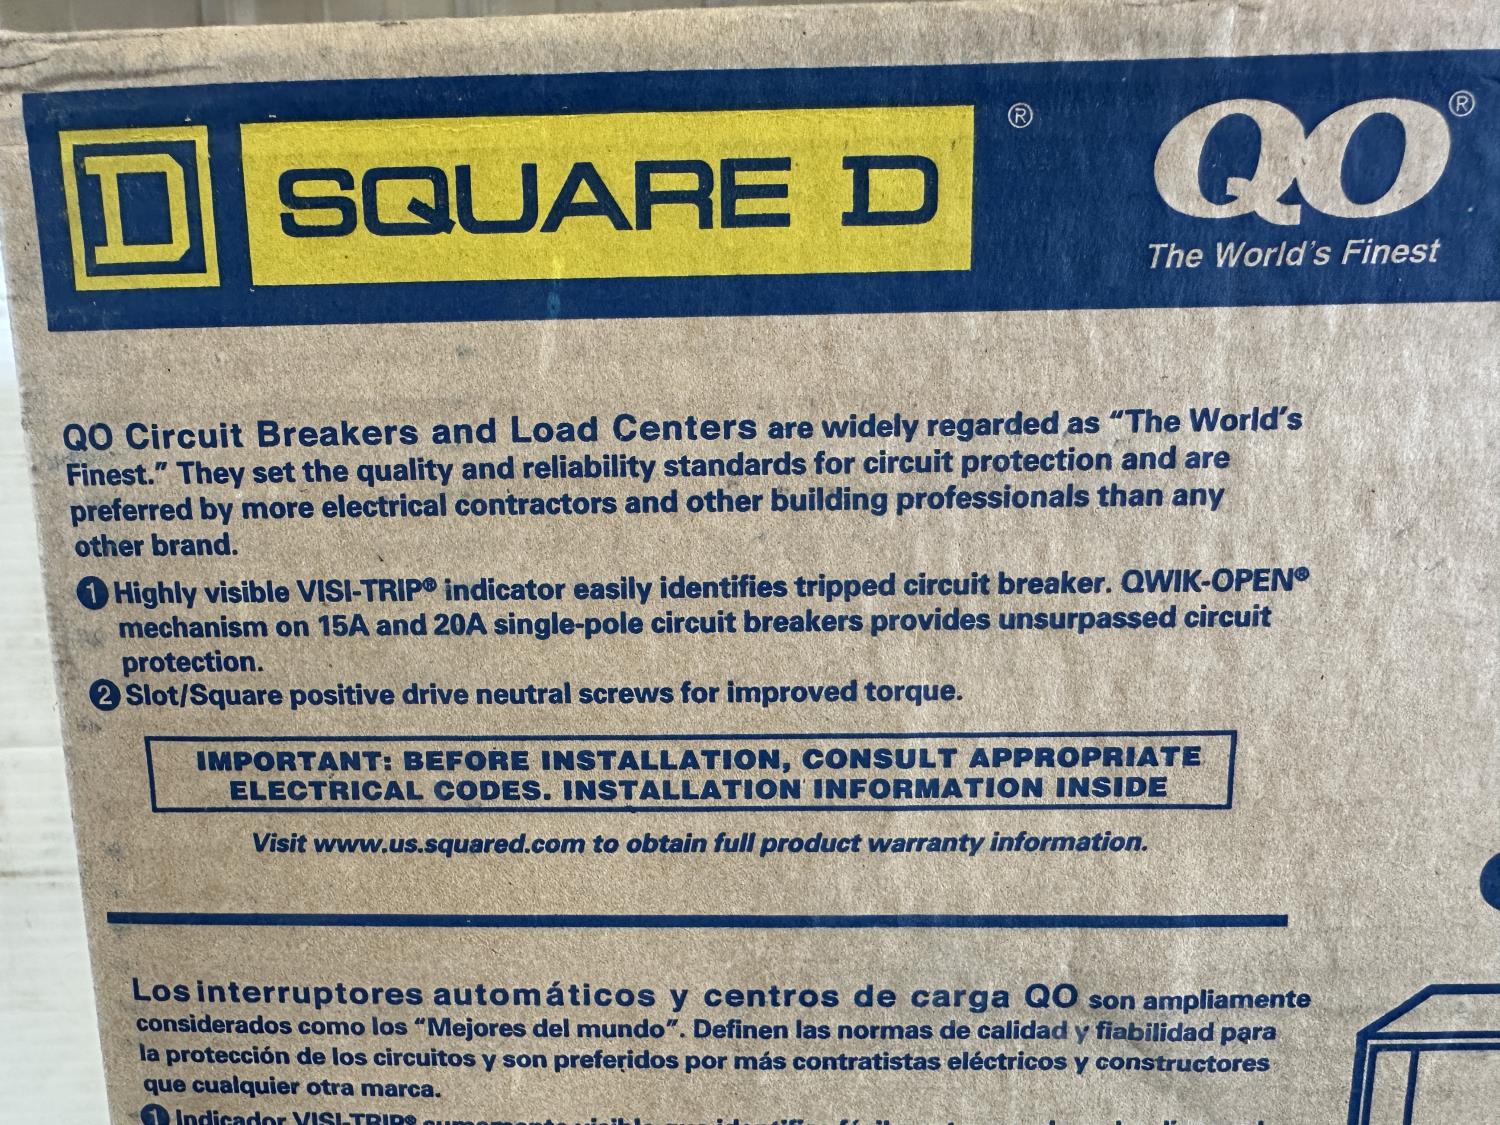 D SQUARE D ® QO®
The World's Finest
QO Circuit Breakers and Load Centers are widely regarded as "The World's
Finest." They set the quality and reliability standards for circuit protection and are
preferred by more electrical contractors and other building professionals than any
other brand.
1 Highly visible VISI-TRIP® indicator easily identifies tripped circuit breaker. QWIK-OPEN®
mechanism on 15A and 20A single-pole circuit breakers provides unsurpassed circuit
protection.
2 Slot/Square positive drive neutral screws for improved torque.
IMPORTANT: BEFORE INSTALLATION, CONSULT APPROPRIATE
ELECTRICAL CODES. INSTALLATION INFORMATION INSIDE
Visit www.us.squared.com to obtain full product warranty information.
Los interruptores automáticos y centros de carga QO son ampliamente
considerados como los "Mejores del mundo". Definen las normas de calidad y fiabilidad para
la protección de los circuitos y son preferidos por más contratistas eléctricos y constructores
que cualquier otra marca.
1 Indicador VISI-TRIP® sumamente visible que